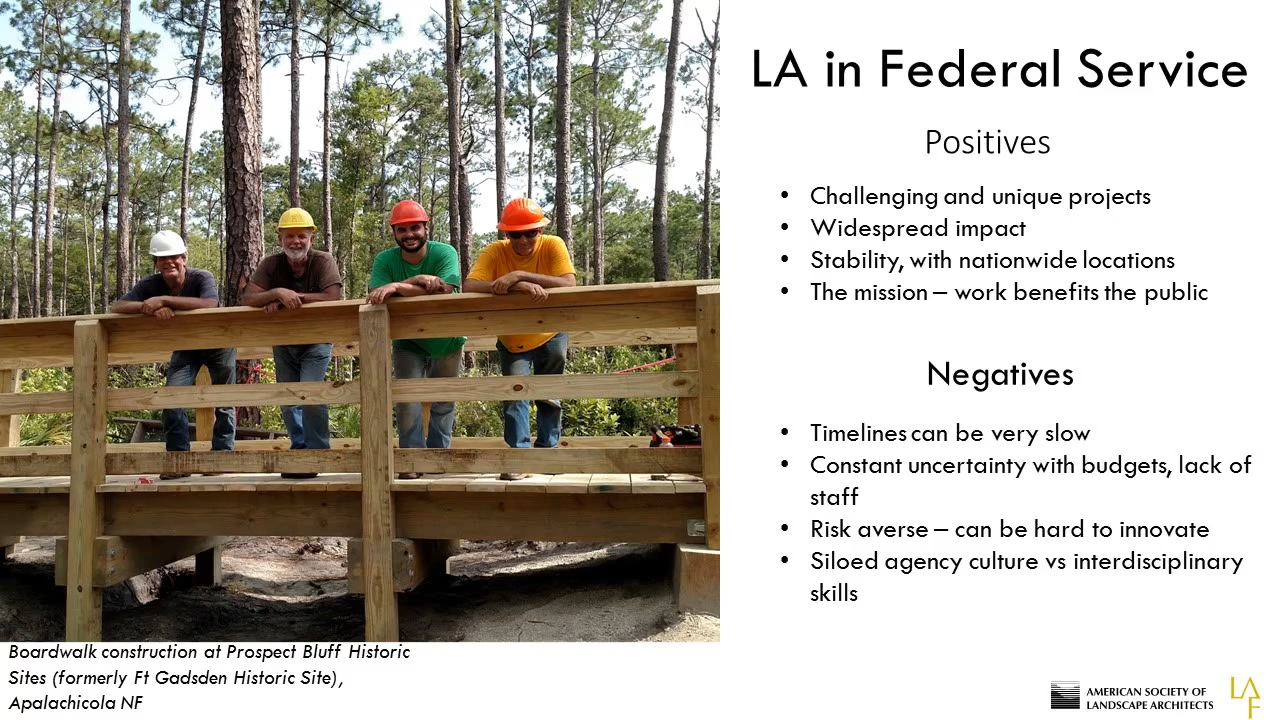 LA in Federal Service
Positives
• Challenging and unique projects
• Widespread impact
• Stability, with nationwide locations
• The mission – work benefits the public
Negatives
• Timelines can be very slow
• Constant uncertainty with budgets, lack of
staff
• Risk averse – can be hard to innovate
• Siloed agency culture vs interdisciplinary
skills
Boardwalk construction at Prospect Bluff Historic
Sites (formerly Ft Gadsden Historic Site),
Apalachicola NF
AMERICAN SOCIETY OF
LANDSCAPE ARCHITECTS
LA
F